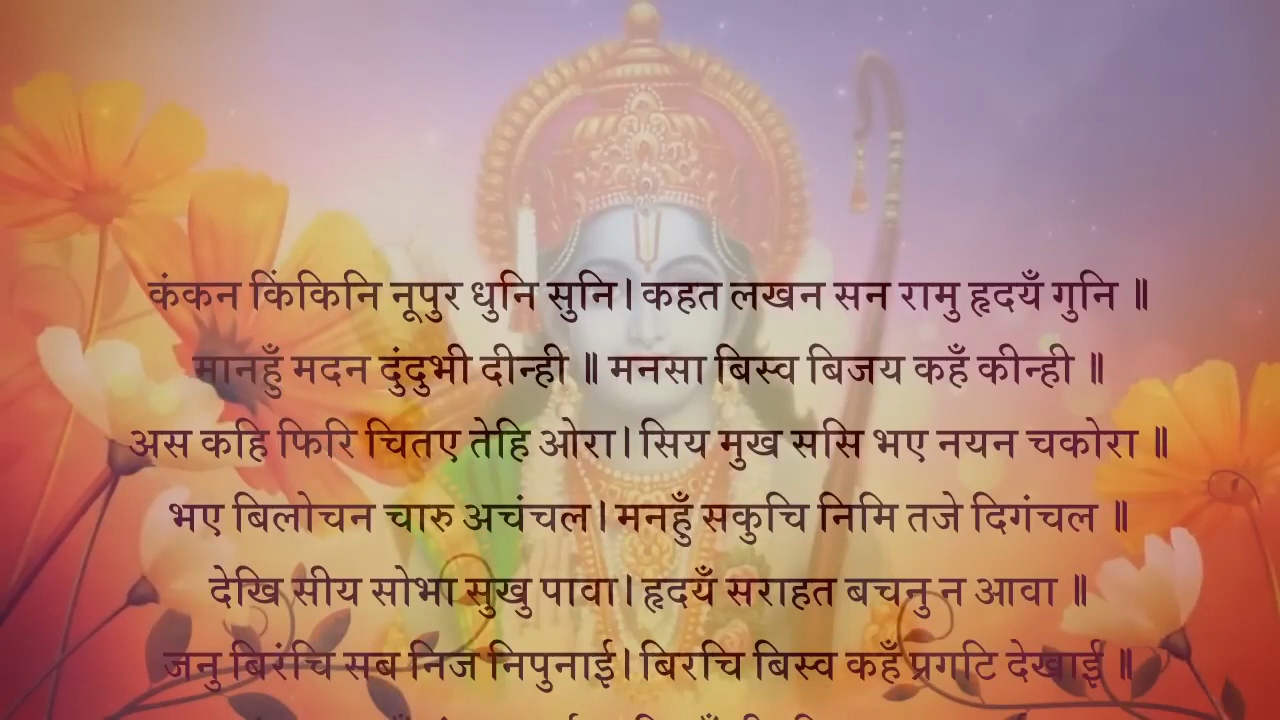 कंकन किंकिनि नूपुर धुनि सुनि। कहत लखन सन रामु हृदयँ गुनि ॥
मानहुँ मदन दुंदुभी दीन्ही ॥ मनसा बिस्व बिजय कहँ कीन्ही ॥
अस कहि फिरि चितए तेहि ओरा। सिय मुख ससि भए नयन चकोरा ॥
भए बिलोचन चारु अचंचल। मनहुँ सकुचि निमि तजे दिगंचल ॥
देखि सीय सोभा सुखु पावा। हृदयँ सराहत बचनु न आवा ॥
जनु बिरंचि सब निज निपुनाई। बिरचि बिस्व कहँ प्रगटि देखाई ॥